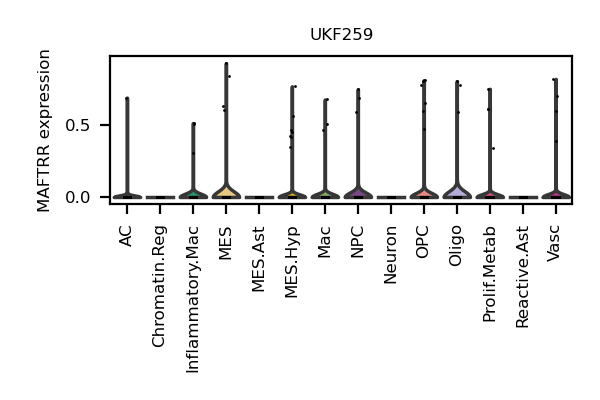 UKF259
MAFTRR expression
0.5
0.0
AC
Chromatin.Reg
Inflammatory.Mac
MES
MES.Ast
MES.Hyp
Mac
NPC
Neuron
OPC
Oligo
Prolif.Metab
Reactive.Ast
Vasc